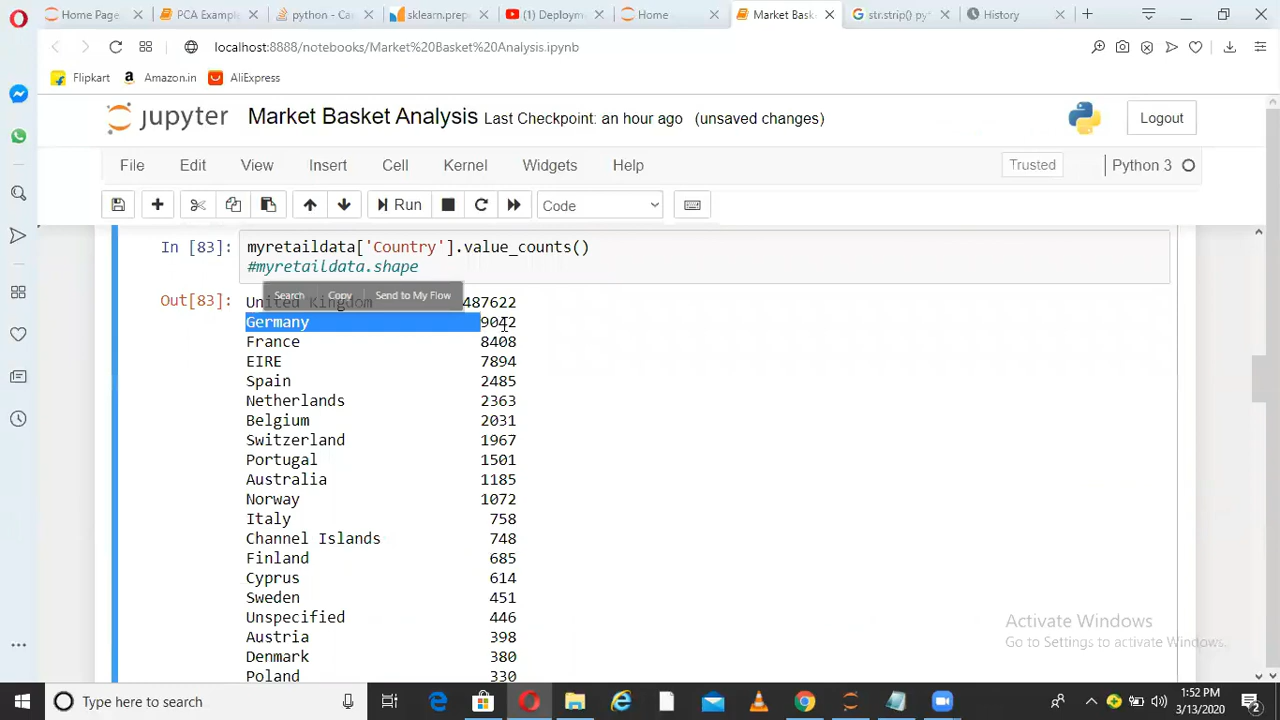 Home Page
PCA Exampl
python - Ca
sklearn.prep
(1) Deploym
Home
Market Bask
str.strip() py
History
localhost:8888/notebooks/Market%20Basket%20Analysis.ipynb
Flipkart
Amazon.in
AliExpress
jupyter Market Basket Analysis Last Checkpoint: an hour ago (unsaved changes)
Logout
File Edit View Insert Cell Kernel Widgets Help
Trusted
Python 3
Run
Code
In [83]: myretaildata['Country'].value_counts()
#myretaildata.shape
Search Copy Send to My Flow
Out[83]: United Kingdom 487622
Germany 9042
France 8408
EIRE 7894
Spain 2485
Netherlands 2363
Belgium 2031
Switzerland 1967
Portugal 1501
Australia 1185
Norway 1072
Italy 758
Channel Islands 748
Finland 685
Cyprus 614
Sweden 451
Unspecified 446
Austria 398
Denmark 380
Poland 330
Activate Windows
Go to Settings to activate Windows.
Type here to search
1:52 PM
3/13/2020
2